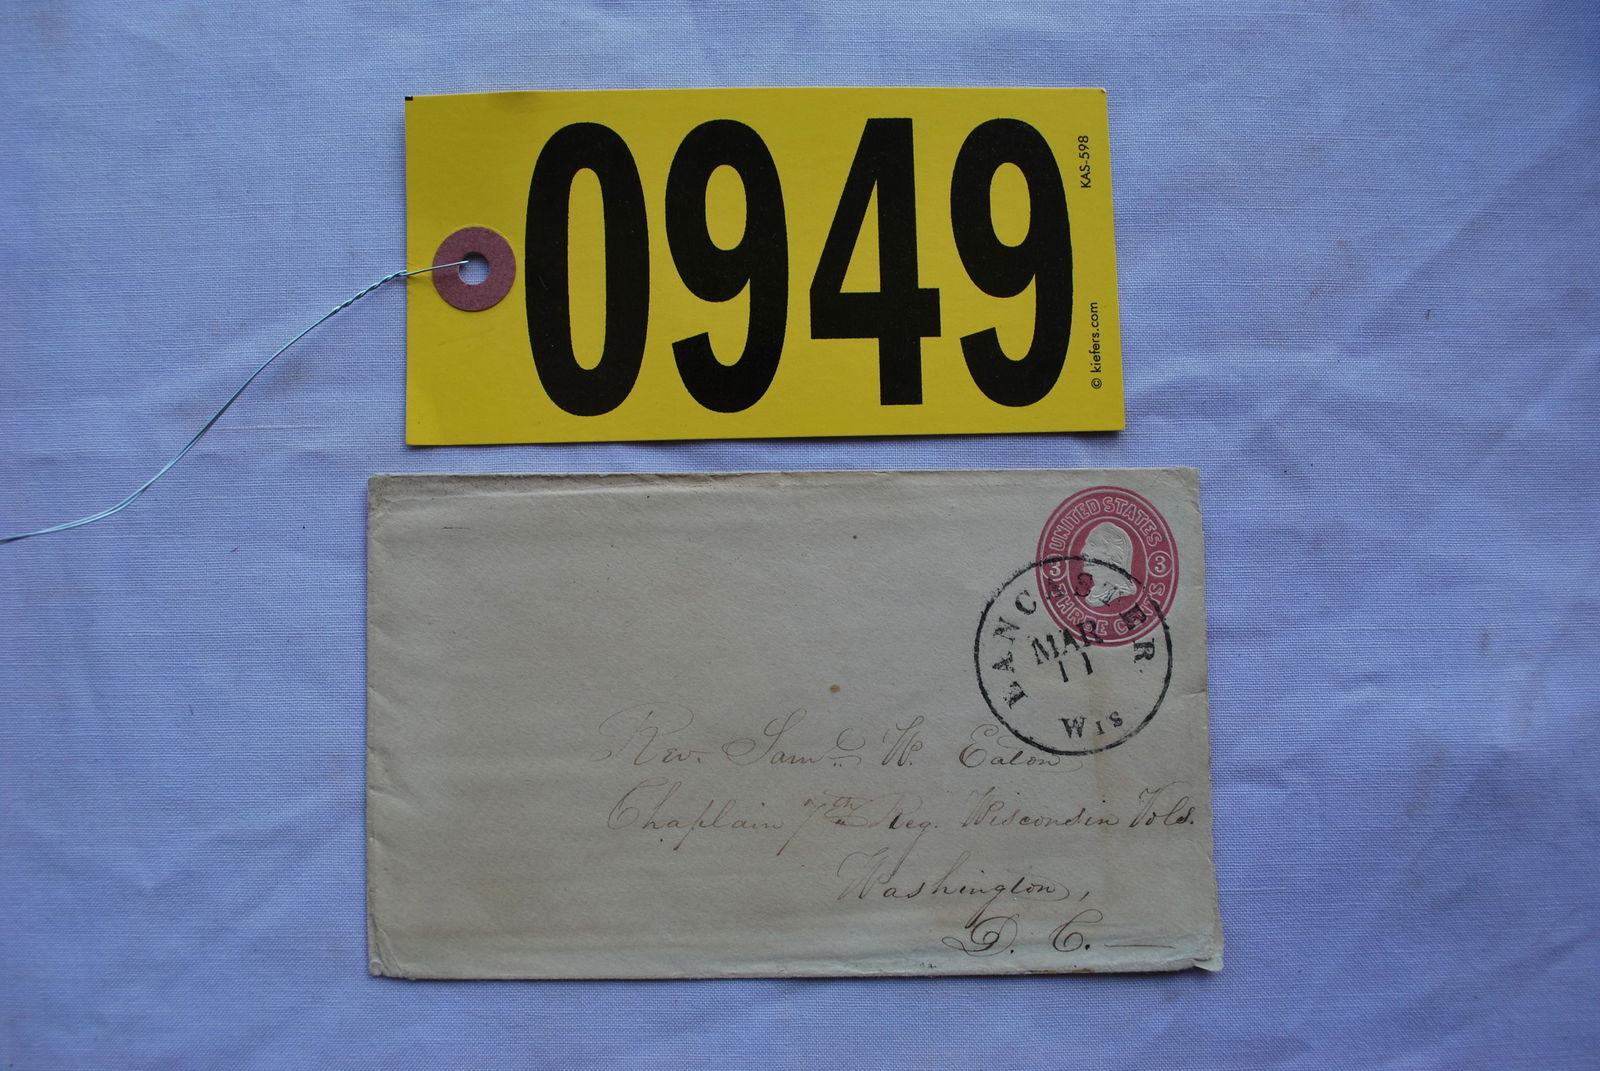 0949
KAS-598
© kiefers.com
UNITED STATES
3 3
THREE CENTS
LANCESTER
MAR
11
WIS
Rev. Saml. W. Eaton
Chaplain 7th Reg. Wisconsin Vols.
Washington,
D. C.